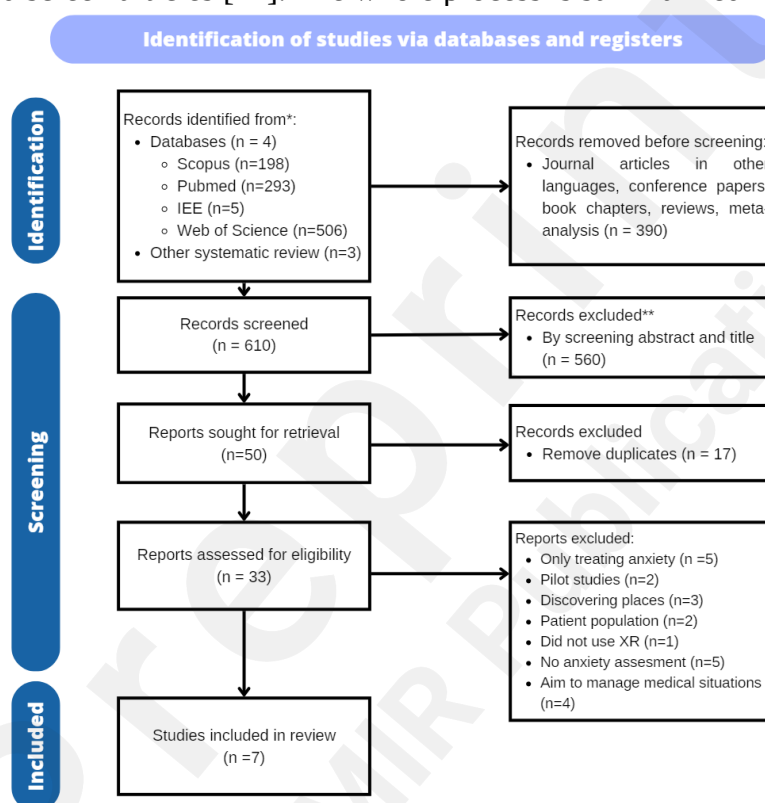 Identification of studies via databases and registers
Identification
Records identified from*:
• Databases (n = 4)
◦ Scopus (n=198)
◦ Pubmed (n=293)
◦ IEE (n=5)
◦ Web of Science (n=506)
• Other systematic review (n=3)
Records removed before screening:
• Journal articles in other
languages, conference papers,
book chapters, reviews, meta-
analysis (n = 390)
Screening
Records screened
(n = 610)
Records excluded**
• By screening abstract and title
(n = 560)
Reports sought for retrieval
(n=50)
Records excluded
• Remove duplicates (n = 17)
Reports assessed for eligibility
(n = 33)
Reports excluded:
• Only treating anxiety (n =5)
• Pilot studies (n=2)
• Discovering places (n=3)
• Patient population (n=2)
• Did not use XR (n=1)
• No anxiety assesment (n=5)
• Aim to manage medical situations
(n=4)
Included
Studies included in review
(n =7)